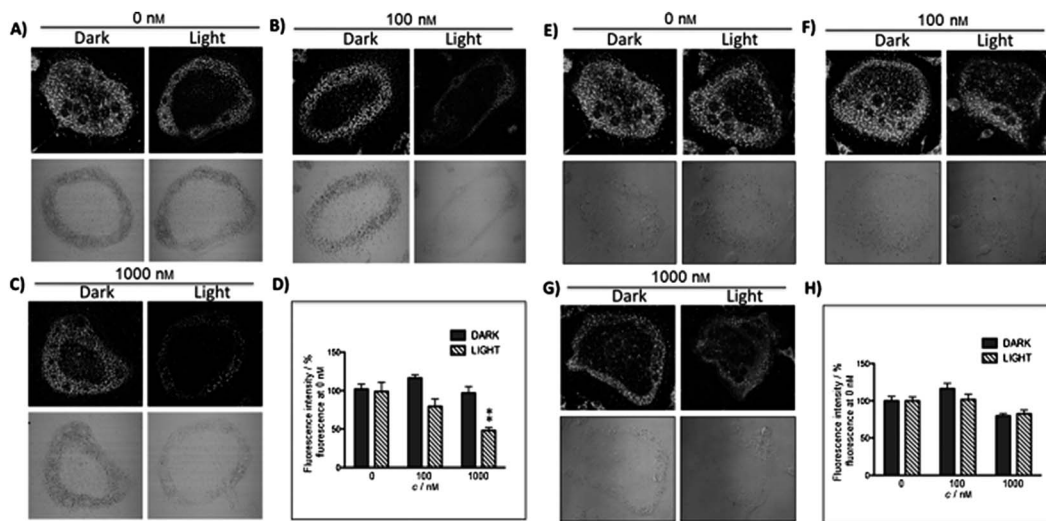 A)
0 nM
Dark Light
B)
100 nM
Dark Light
C)
1000 nM
Dark Light
D)
DARK
LIGHT
Fluorescence intensity / %
fluorescence at 0 nM
150
100
50
0
**
0 100 1000
c / nM
E)
0 nM
Dark Light
F)
100 nM
Dark Light
G)
1000 nM
Dark Light
H)
DARK
LIGHT
Fluorescence intensity / %
fluorescence at 0 nM
150
100
50
0
0 100 1000
c / nM